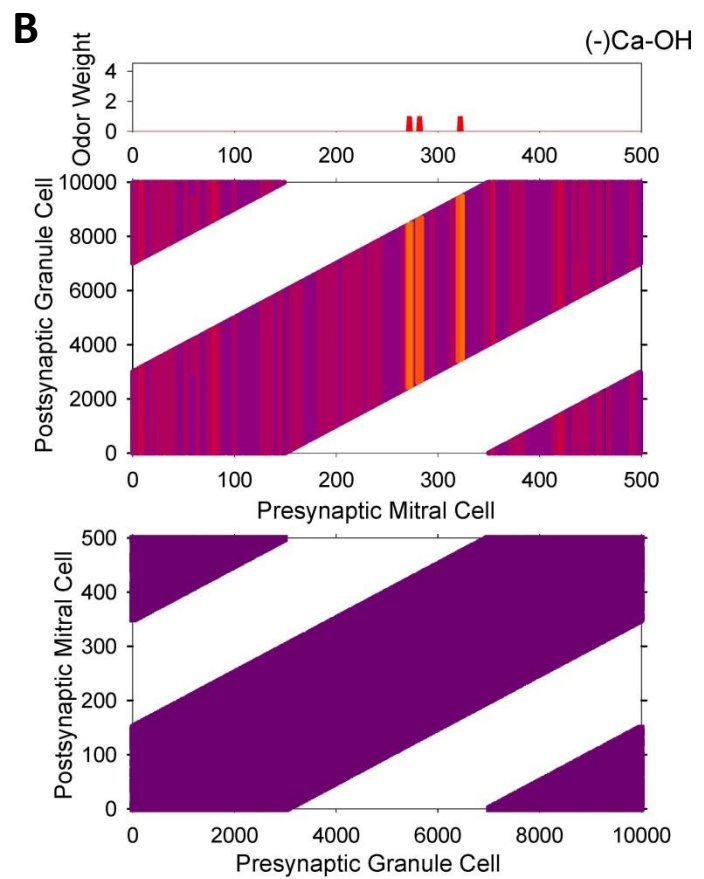 B
(-)Ca-OH
Odor Weight
4
2
0
0 100 200 300 400 500
Postsynaptic Granule Cell
10000
8000
6000
4000
2000
0
0 100 200 300 400 500
Presynaptic Mitral Cell
Postsynaptic Mitral Cell
500
400
300
200
100
0
0 2000 4000 6000 8000 10000
Presynaptic Granule Cell